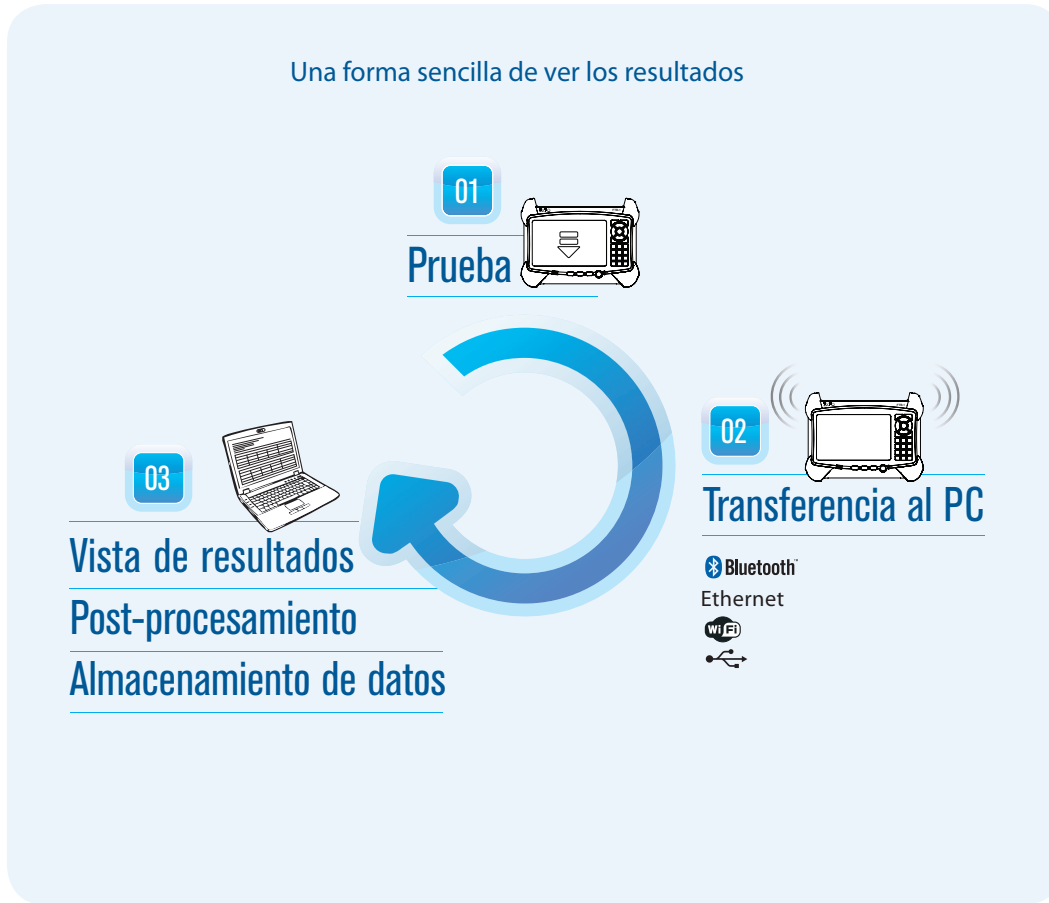 Una forma sencilla de ver los resultados
01
Prueba
02
Transferencia al PC
Bluetooth™
Ethernet
Wi Fi
03
Vista de resultados
Post-procesamiento
Almacenamiento de datos